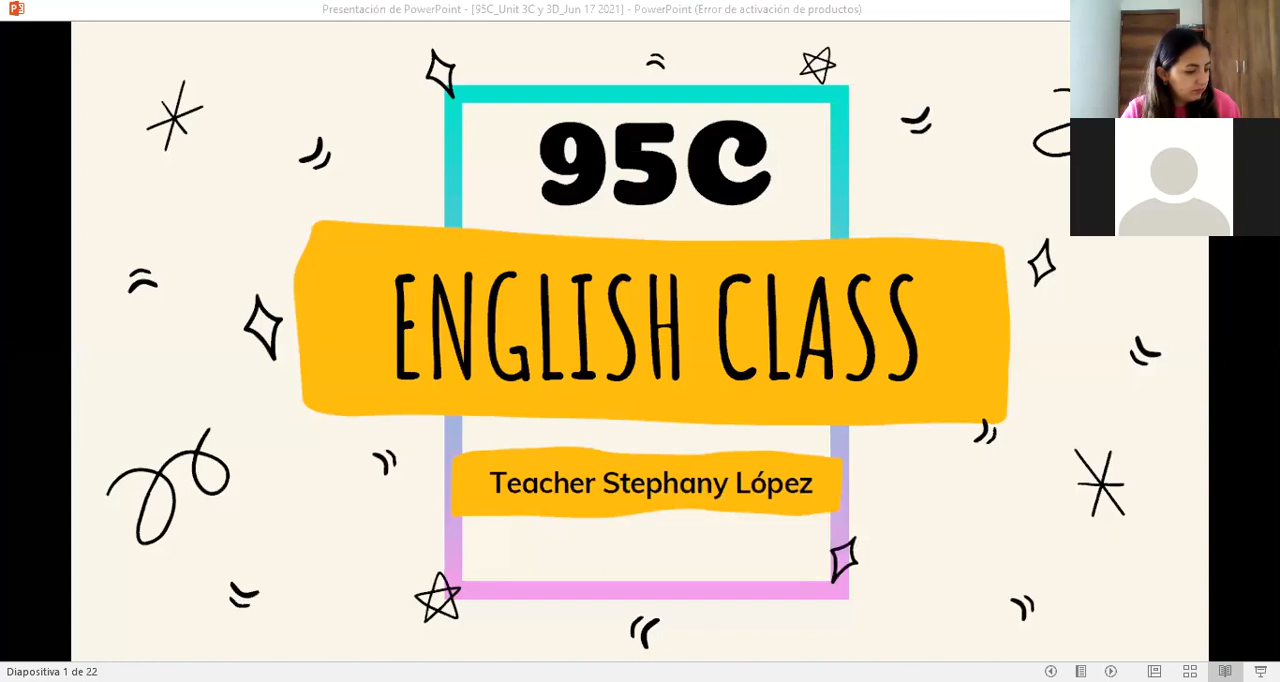 Presentación de PowerPoint - [95C_Unit 3C y 3D_Jun 17 2021] - PowerPoint (Error de activación de productos)
95C
ENGLISH CLASS
Teacher Stephany López
Diapositiva 1 de 22